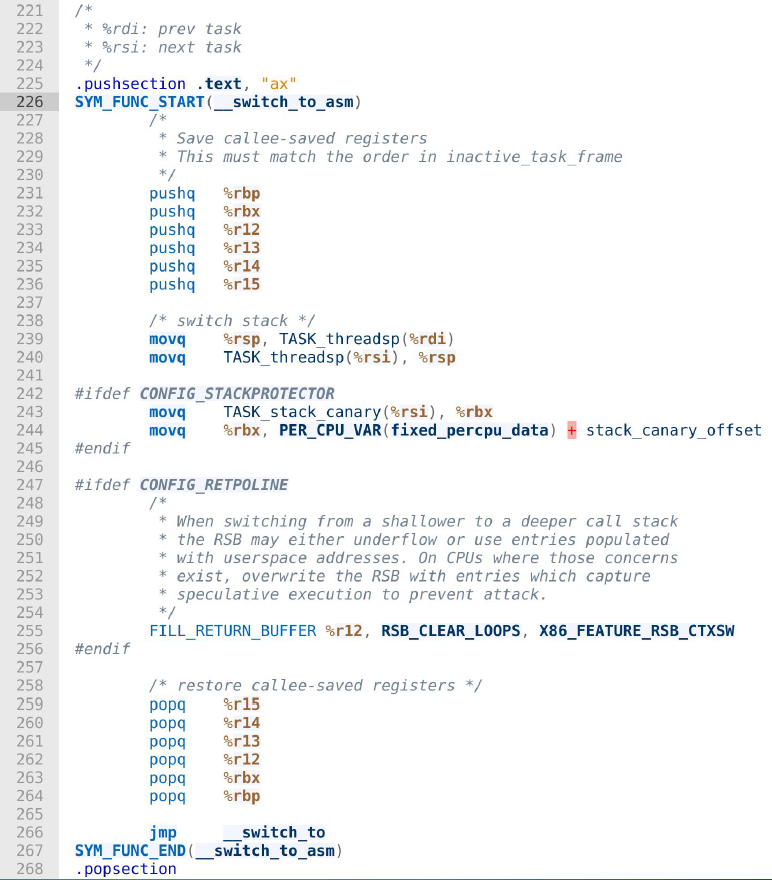 221 /*
222  * %rdi: prev task
223  * %rsi: next task
224  */
225 .pushsection .text, "ax"
226 SYM_FUNC_START(__switch_to_asm)
227         /*
228          * Save callee-saved registers
229          * This must match the order in inactive_task_frame
230          */
231         pushq   %rbp
232         pushq   %rbx
233         pushq   %r12
234         pushq   %r13
235         pushq   %r14
236         pushq   %r15
237
238         /* switch stack */
239         movq    %rsp, TASK_threadsp(%rdi)
240         movq    TASK_threadsp(%rsi), %rsp
241
242 #ifdef CONFIG_STACKPROTECTOR
243         movq    TASK_stack_canary(%rsi), %rbx
244         movq    %rbx, PER_CPU_VAR(fixed_percpu_data) + stack_canary_offset
245 #endif
246
247 #ifdef CONFIG_RETPOLINE
248         /*
249          * When switching from a shallower to a deeper call stack
250          * the RSB may either underflow or use entries populated
251          * with userspace addresses. On CPUs where those concerns
252          * exist, overwrite the RSB with entries which capture
253          * speculative execution to prevent attack.
254          */
255         FILL_RETURN_BUFFER %r12, RSB_CLEAR_LOOPS, X86_FEATURE_RSB_CTXSW
256 #endif
257
258         /* restore callee-saved registers */
259         popq    %r15
260         popq    %r14
261         popq    %r13
262         popq    %r12
263         popq    %rbx
264         popq    %rbp
265
266         jmp     __switch_to
267 SYM_FUNC_END(__switch_to_asm)
268 .popsection